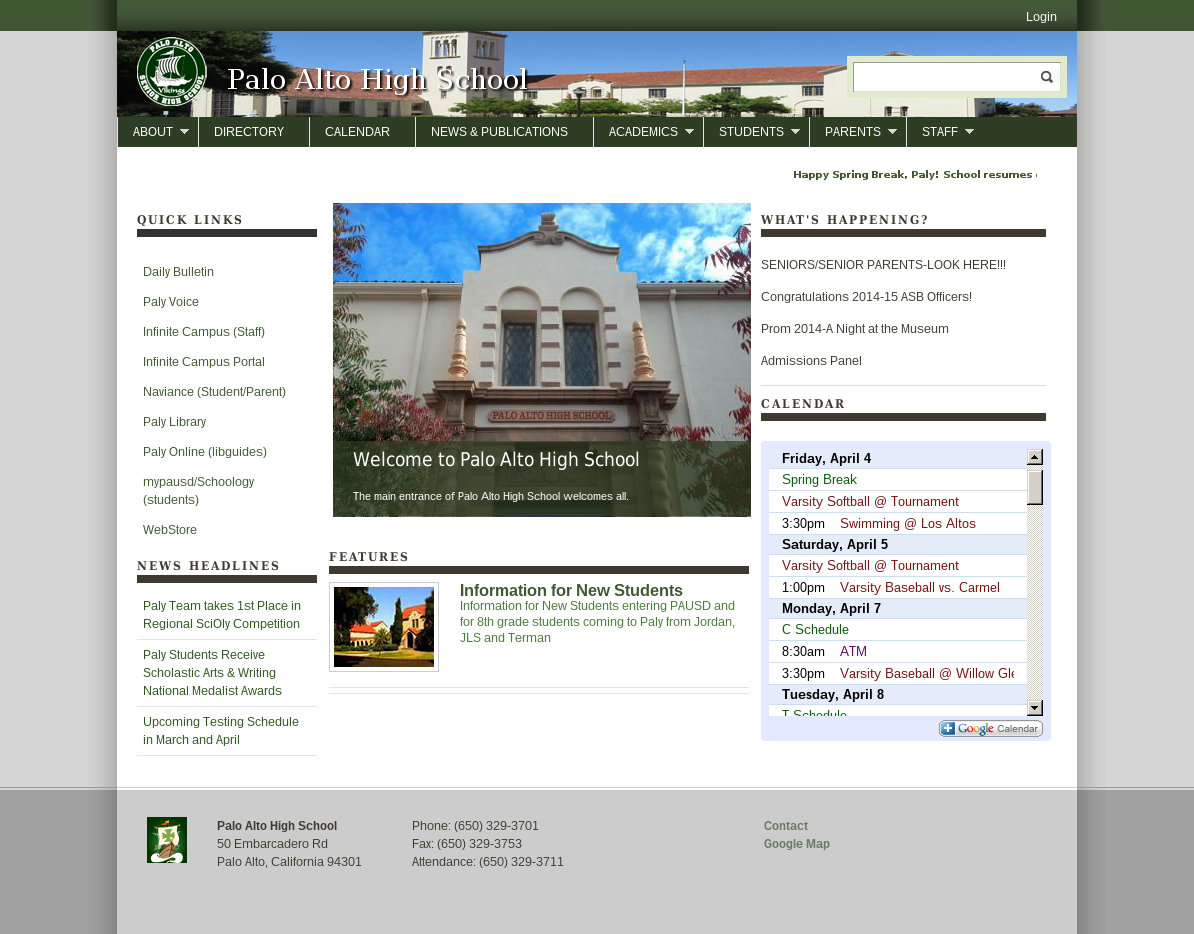 Login
PALO ALTO
SENIOR HIGH SCHOOL
Vikings
Palo Alto High School
ABOUT DIRECTORY CALENDAR NEWS & PUBLICATIONS ACADEMICS STUDENTS PARENTS STAFF
Happy Spring Break, Paly! School resumes
QUICK LINKS
Daily Bulletin
Paly Voice
Infinite Campus (Staff)
Infinite Campus Portal
Naviance (Student/Parent)
Paly Library
Paly Online (libguides)
mypausd/Schoology
(students)
WebStore
NEWS HEADLINES
Paly Team takes 1st Place in
Regional SciOly Competition
Paly Students Receive
Scholastic Arts & Writing
National Medalist Awards
Upcoming Testing Schedule
in March and April
PALO ALTO HIGH SCHOOL
Welcome to Palo Alto High School
The main entrance of Palo Alto High School welcomes all.
FEATURES
Information for New Students
Information for New Students entering PAUSD and
for 8th grade students coming to Paly from Jordan,
JLS and Terman
WHAT'S HAPPENING?
SENIORS/SENIOR PARENTS-LOOK HERE!!!
Congratulations 2014-15 ASB Officers!
Prom 2014-A Night at the Museum
Admissions Panel
CALENDAR
Friday, April 4
Spring Break
Varsity Softball @ Tournament
3:30pm Swimming @ Los Altos
Saturday, April 5
Varsity Softball @ Tournament
1:00pm Varsity Baseball vs. Carmel
Monday, April 7
C Schedule
8:30am ATM
3:30pm Varsity Baseball @ Willow Gle
Tuesday, April 8
T Schedule
Google Calendar
Palo Alto High School
50 Embarcadero Rd
Palo Alto, California 94301
Phone: (650) 329-3701
Fax: (650) 329-3753
Attendance: (650) 329-3711
Contact
Google Map